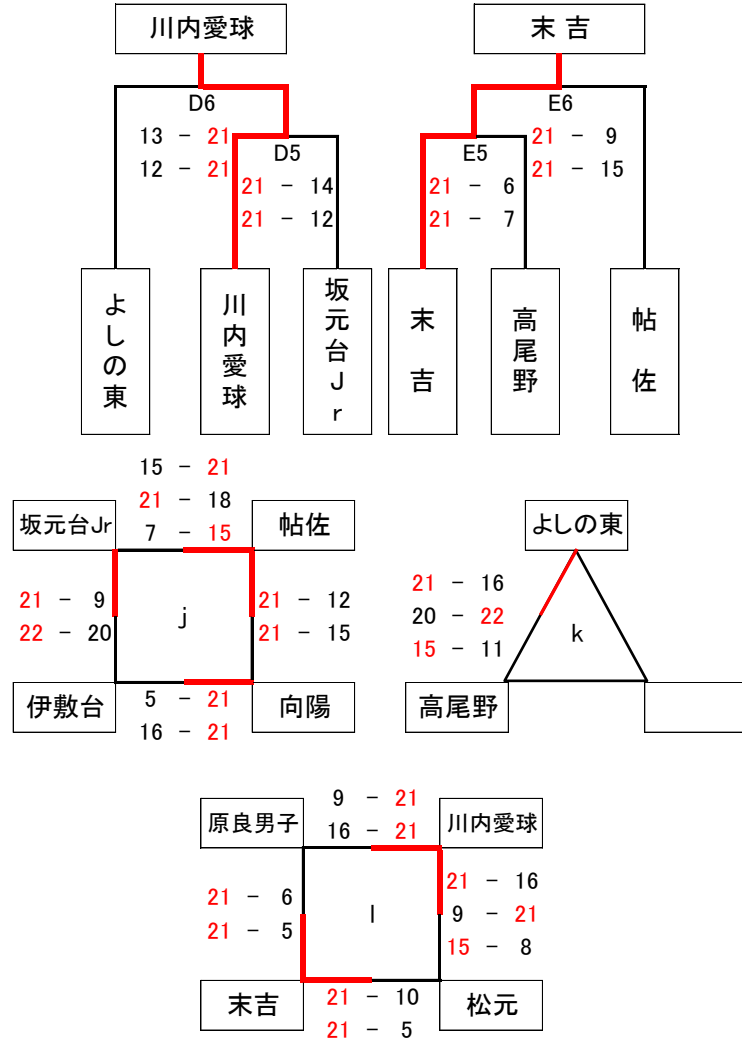 川内愛球
末 吉
D6
13 - 21
12 - 21
D5
21 - 14
21 - 12
E6
21 - 9
21 - 15
E5
21 - 6
21 - 7
よしの東
川内愛球
坂元台Jr
末 吉
高尾野
帖 佐
15 - 21
21 - 18
7 - 15
坂元台Jr
帖佐
21 - 9
22 - 20
j
21 - 12
21 - 15
伊敷台
5 - 21
16 - 21
向陽
よしの東
21 - 16
20 - 22
15 - 11
k
高尾野
9 - 21
16 - 21
原良男子
川内愛球
21 - 6
21 - 5
l
21 - 16
9 - 21
15 - 8
末吉
21 - 10
21 - 5
松元